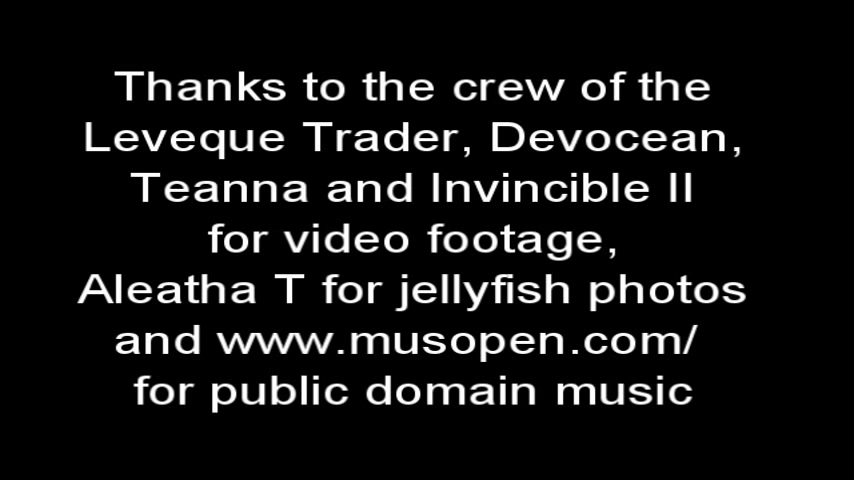 Thanks to the crew of the
Leveque Trader, Devocean,
Teanna and Invincible II
for video footage,
Aleatha T for jellyfish photos
and www.musopen.com/
for public domain music